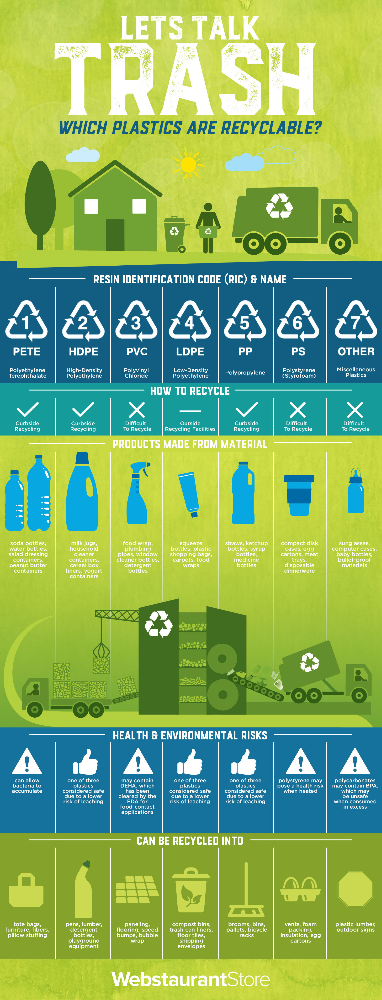 LETS TALK
TRASH
WHICH PLASTICS ARE RECYCLABLE?
RESIN IDENTIFICATION CODE (RIC) & NAME
1
PETE
Polyethylene
Terephthalate
2
HDPE
High-Density
Polyethylene
3
PVC
Polyvinyl
Chloride
4
LDPE
Low-Density
Polyethylene
5
PP
Polypropylene
6
PS
Polystyrene
(Styrofoam)
7
OTHER
Miscellaneous
Plastics
HOW TO RECYCLE
Curbside
Recycling
Curbside
Recycling
Difficult
To Recycle
Outside
Recycling Facilities
Curbside
Recycling
Difficult
To Recycle
Difficult
To Recycle
PRODUCTS MADE FROM MATERIAL
soda bottles,
water bottles,
salad dressing
containers,
peanut butter
containers
milk jugs,
household
cleaner
containers,
cereal box
liners, yogurt
containers
food wrap,
plumbing
pipes, window
cleaner bottles,
detergent
bottles
squeeze
bottles, plastic
shopping bags,
carpets, food
wraps
straws, ketchup
bottles, syrup
bottles,
medicine
bottles
compact disk
cases, egg
cartons, meat
trays,
disposable
dinnerware
sunglasses,
computer cases,
baby bottles,
bullet-proof
materials
HEALTH & ENVIRONMENTAL RISKS
can allow
bacteria to
accumulate
one of three
plastics
considered safe
due to a lower
risk of leaching
may contain
DEHA, which
has been
cleared by the
FDA for
food-contact
applications
one of three
plastics
considered safe
due to a lower
risk of leaching
one of three
plastics
considered safe
due to a lower
risk of leaching
polystyrene may
pose a health risk
when heated
polycarbonates
may contain BPA,
which may
be unsafe
when consumed
in excess
CAN BE RECYCLED INTO
tote bags,
furniture, fibers,
pillow stuffing
pens, lumber,
detergent
bottles,
playground
equipment
paneling,
flooring, speed
bumps, bubble
wrap
compost bins,
trash can liners,
floor tiles,
shipping
envelopes
brooms, bins,
pallets, bicycle
racks
vents, foam
packing,
insulation, egg
cartons
plastic lumber,
outdoor signs
WebstaurantStore